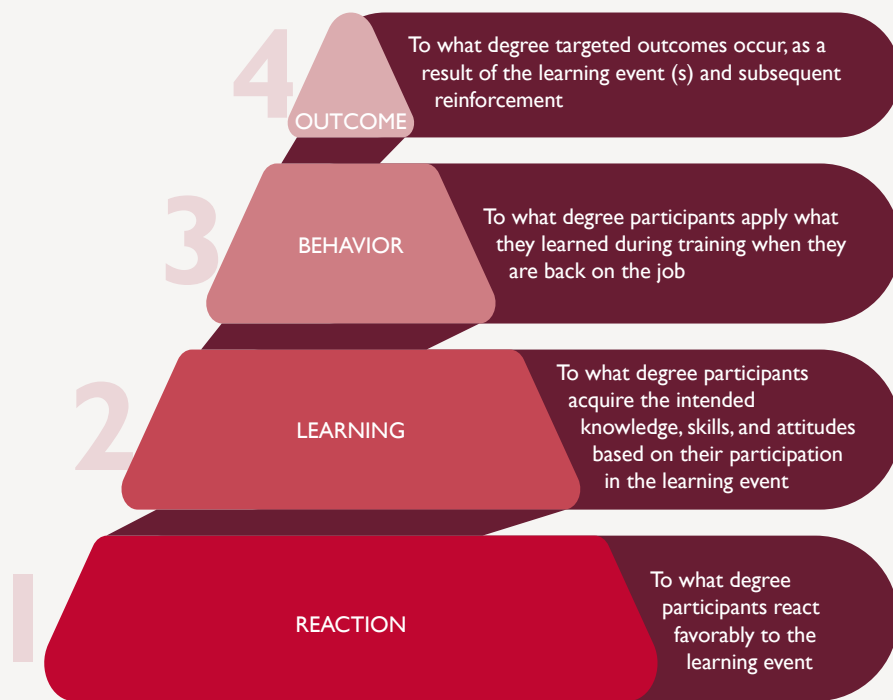 4
OUTCOME
To what degree targeted outcomes occur, as a
result of the learning event (s) and subsequent
reinforcement
3
BEHAVIOR
To what degree participants apply what
they learned during training when they
are back on the job
2
LEARNING
To what degree participants
acquire the intended
knowledge, skills, and attitudes
based on their participation
in the learning event
1
REACTION
To what degree
participants react
favorably to the
learning event